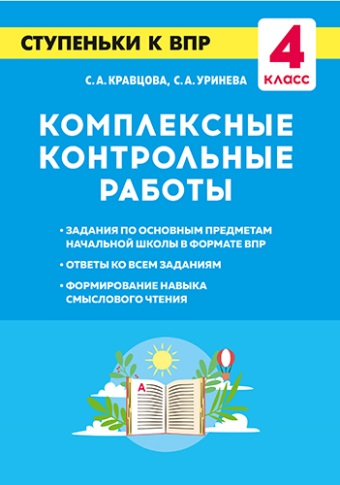 СТУПЕНЬКИ К ВПР
4
КЛАСС
С. А. КРАВЦОВА, С. А. УРИНЕВА
КОМПЛЕКСНЫЕ
КОНТРОЛЬНЫЕ
РАБОТЫ
• ЗАДАНИЯ ПО ОСНОВНЫМ ПРЕДМЕТАМ
НАЧАЛЬНОЙ ШКОЛЫ В ФОРМАТЕ ВПР
• ОТВЕТЫ КО ВСЕМ ЗАДАНИЯМ
• ФОРМИРОВАНИЕ НАВЫКА
СМЫСЛОВОГО ЧТЕНИЯ
А